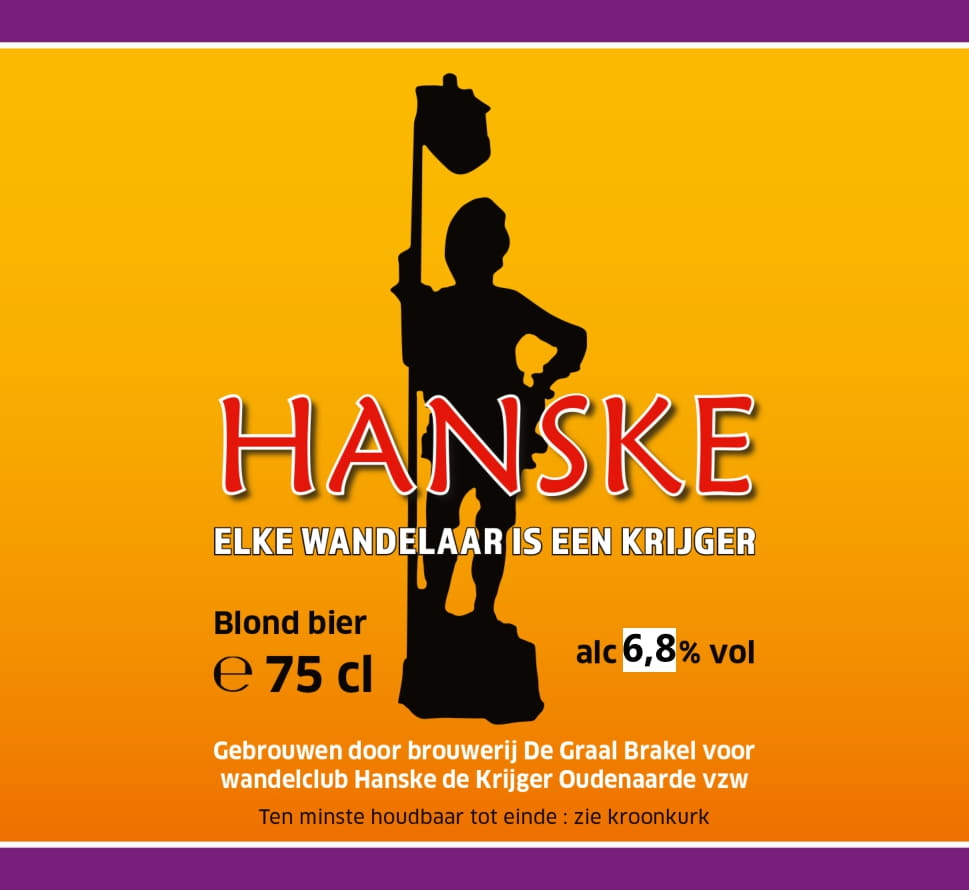 HANSKE
ELKE WANDELAAR IS EEN KRIJGER
Blond bier
℮ 75 cl
alc 6,8% vol
Gebrouwen door brouwerij De Graal Brakel voor
wandelclub Hanske de Krijger Oudenaarde vzw
Ten minste houdbaar tot einde : zie kroonkurk